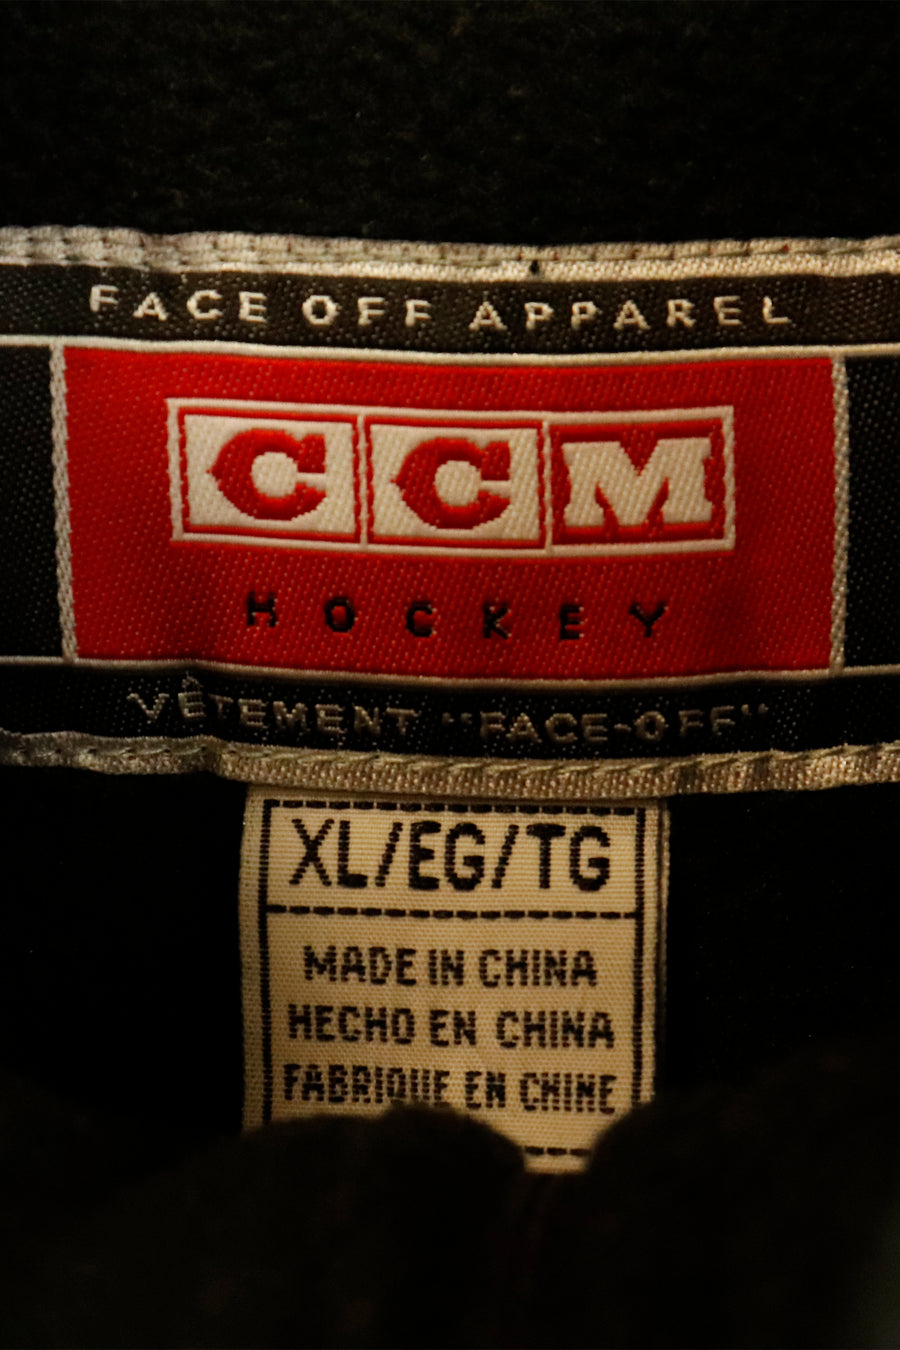 FACE OFF APPAREL
CCM
HOCKEY
VÊTEMENT "FACE-OFF"
XL/EG/TG
MADE IN CHINA
HECHO EN CHINA
FABRIQUE EN CHINE